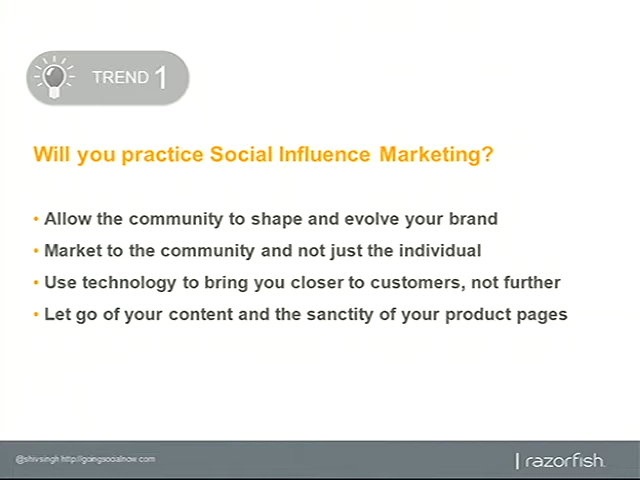 TREND 1
Will you practice Social Influence Marketing?
• Allow the community to shape and evolve your brand
• Market to the community and not just the individual
• Use technology to bring you closer to customers, not further
• Let go of your content and the sanctity of your product pages
@shivsingh http://goingsocialnow.com
| razorfish.